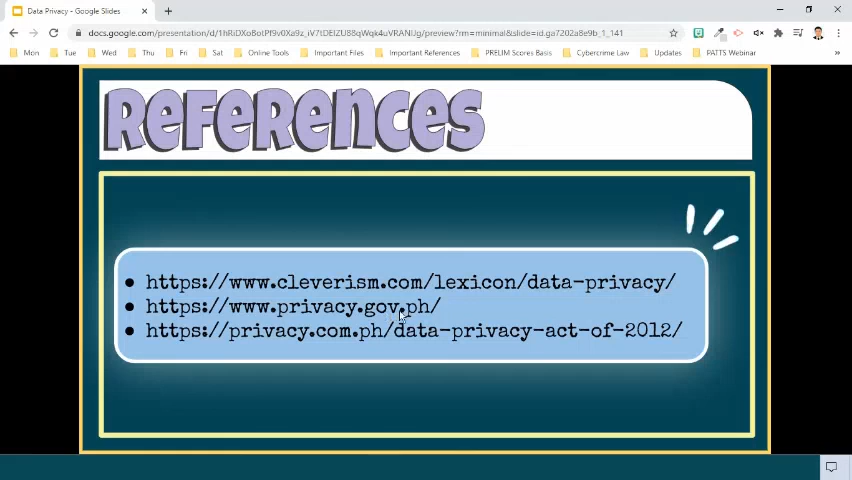 Data Privacy - Google Slides
docs.google.com/presentation/d/1hRiDXoBotPf9v0Xa9z_iV7tDElZU88qWqk4uVRANlJg/preview?rm=minimal&slide=id.ga7202a8e9b_1_141
Mon Tue Wed Thu Fri Sat Online Tools Important Files Important References PRELIM Scores Basis Cybercrime Law Updates PATTS Webinar
References
• https://www.cleverism.com/lexicon/data-privacy/
• https://www.privacy.gov.ph/
• https://privacy.com.ph/data-privacy-act-of-2012/